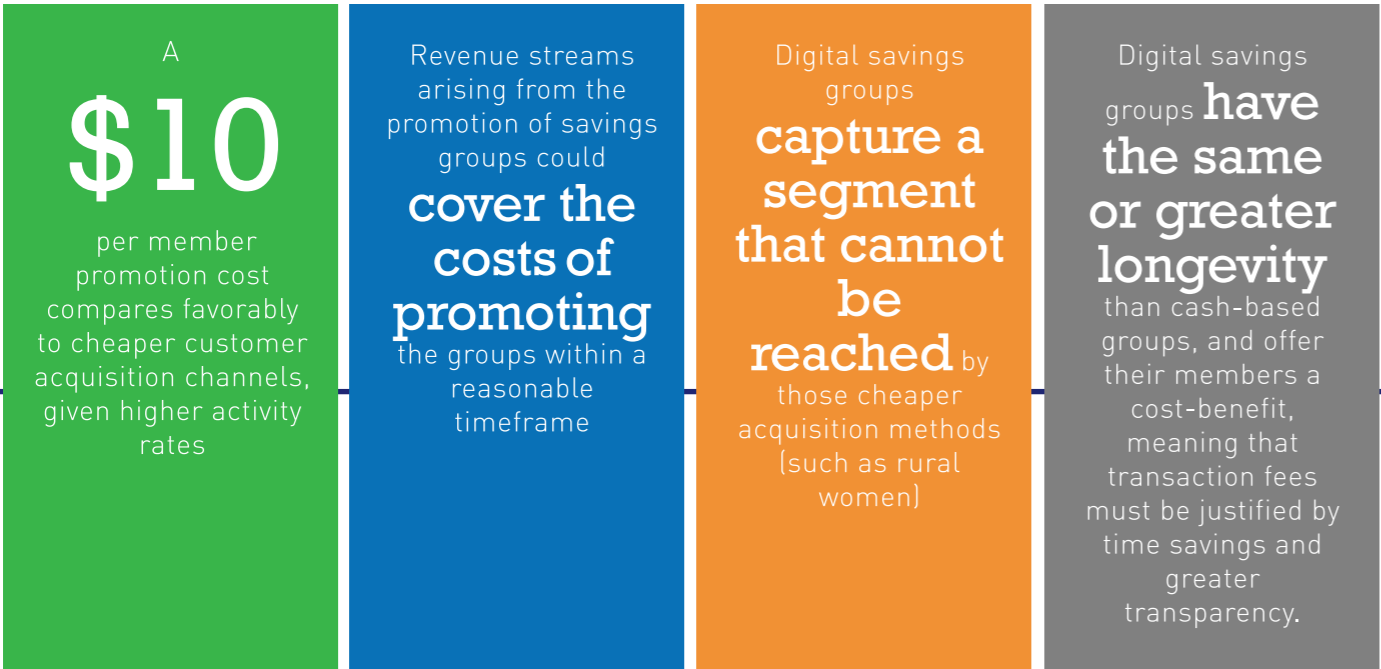 A
$10
per member
promotion cost
compares favorably
to cheaper customer
acquisition channels,
given higher activity
rates
Revenue streams
arising from the
promotion of savings
groups could
cover the
costs of
promoting
the groups within a
reasonable
timeframe
Digital savings
groups
capture a
segment
that cannot
be
reached by
those cheaper
acquisition methods
(such as rural
women)
Digital savings
groups have
the same
or greater
longevity
than cash-based
groups, and offer
their members a
cost-benefit,
meaning that
transaction fees
must be justified by
time savings and
greater
transparency.